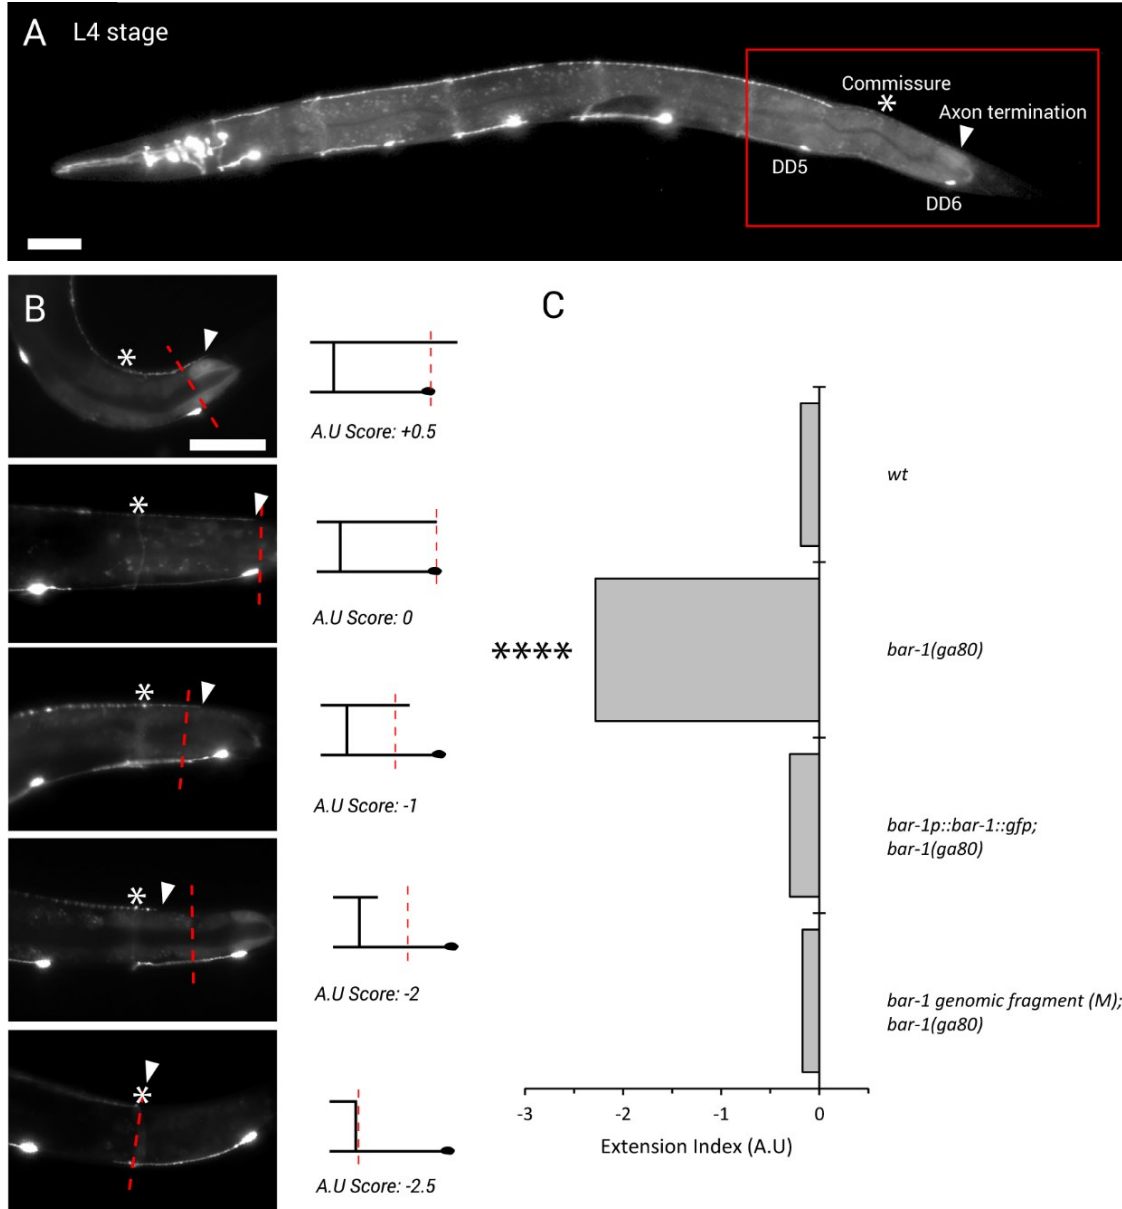 A L4 stage
Commissure
*
Axon termination
DD5
DD6
B
*
A.U Score: +0.5
*
A.U Score: 0
*
A.U Score: -1
*
A.U Score: -2
*
A.U Score: -2.5
C
wt
****
bar-1(ga80)
bar-1p::bar-1::gfp;
bar-1(ga80)
bar-1 genomic fragment (M);
bar-1(ga80)
-3 -2 -1 0
Extension Index (A.U)